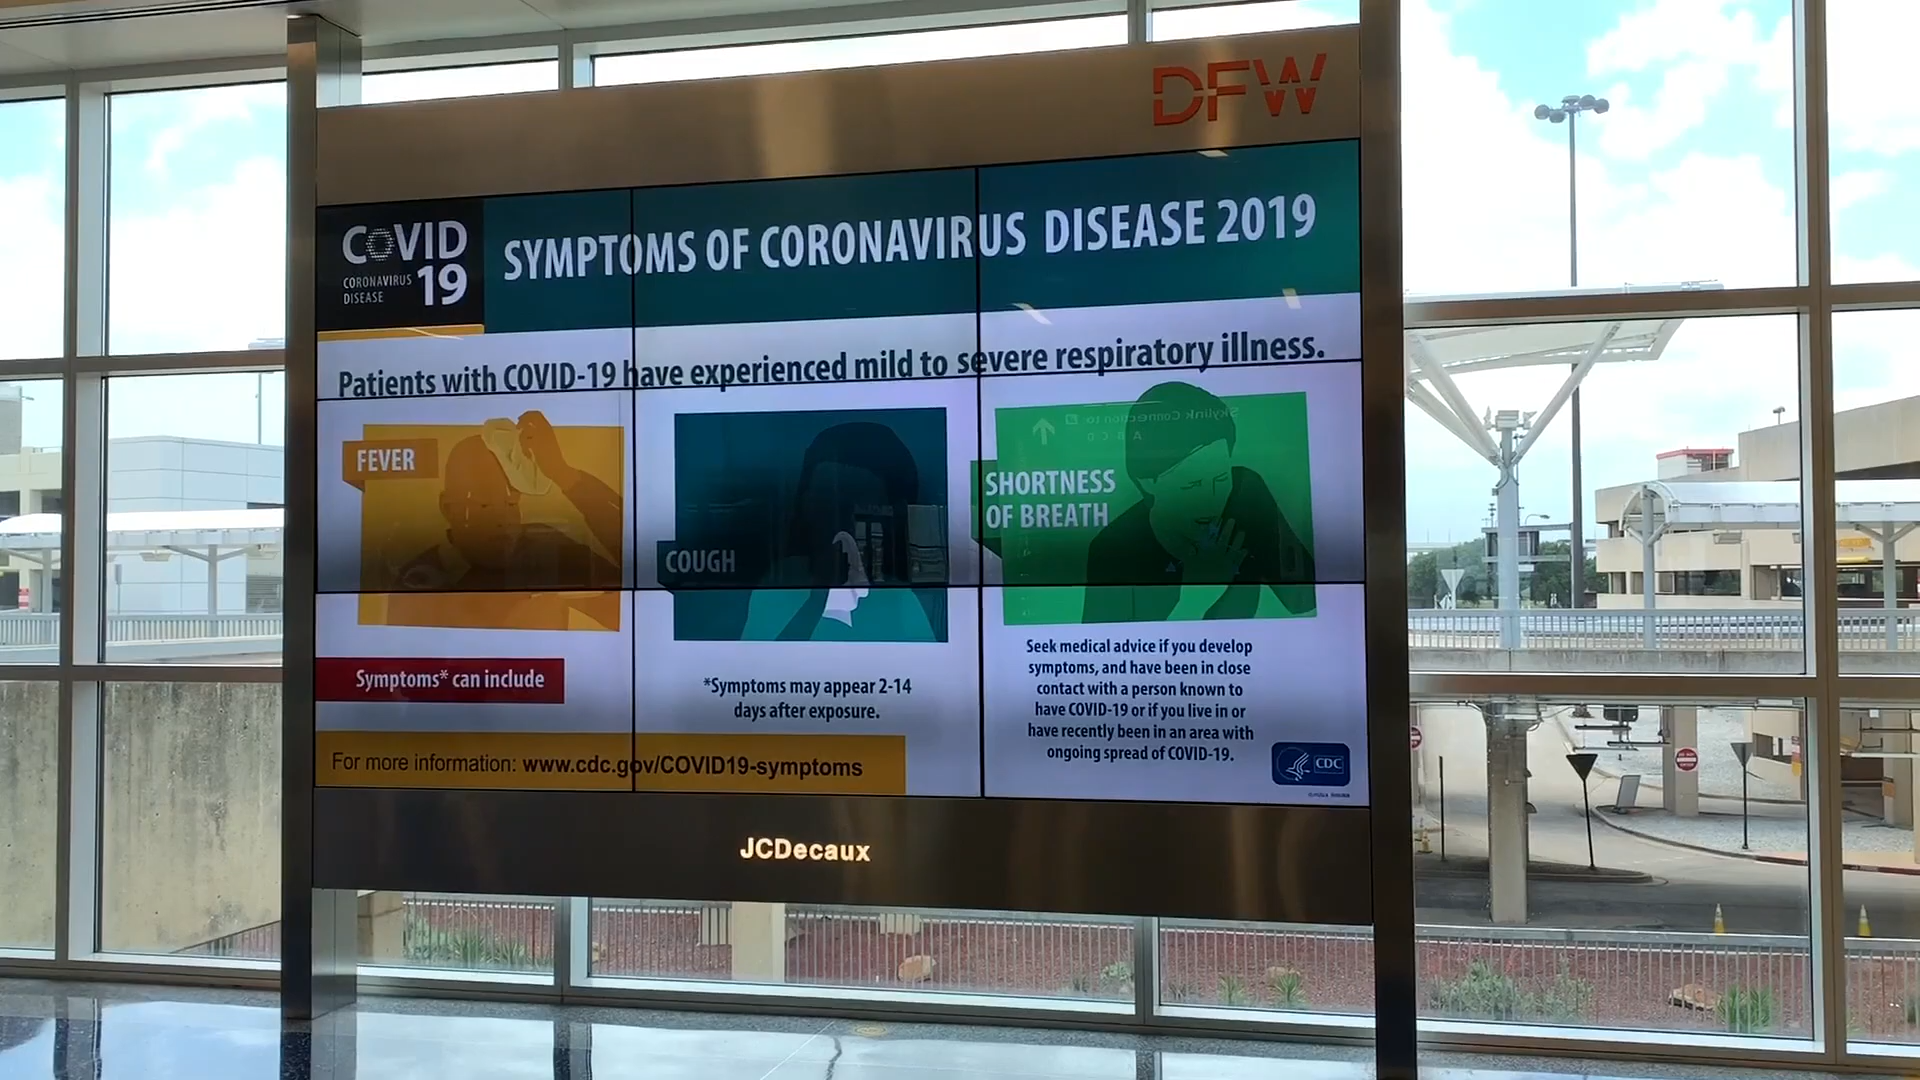 DFW
COVID
CORONAVIRUS
DISEASE
19
SYMPTOMS OF CORONAVIRUS DISEASE 2019
Patients with COVID-19 have experienced mild to severe respiratory illness.
FEVER
COUGH
SHORTNESS
OF BREATH
Symptoms* can include
*Symptoms may appear 2-14
days after exposure.
Seek medical advice if you develop
symptoms, and have been in close
contact with a person known to
have COVID-19 or if you live in or
have recently been in an area with
ongoing spread of COVID-19.
For more information: www.cdc.gov/COVID19-symptoms
CDC
JCDecaux